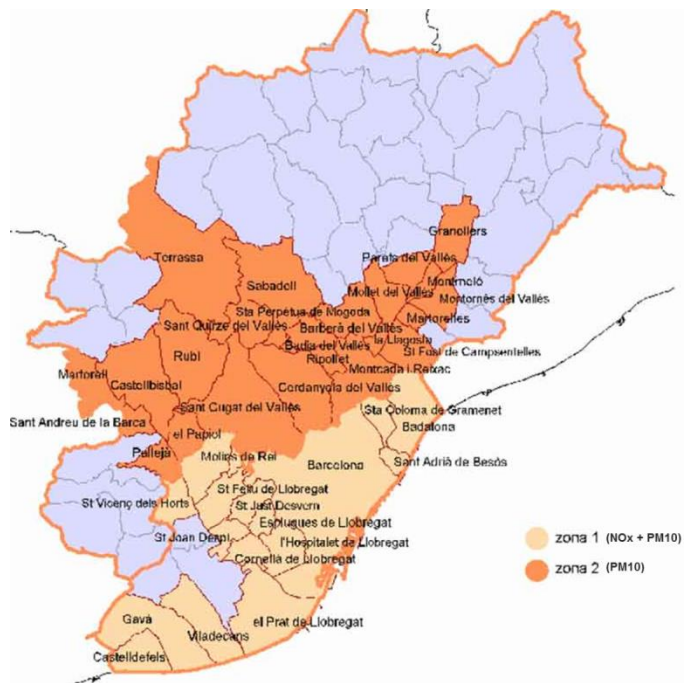 Granollers
Parets del Vallès
Terrassa
Montmeló
Sabadell
Mollet del Vallès
Montornès del Vallès
Sta Perpetua de Mogoda
Martorelles
Sant Quirze del Vallès
Barberà del Vallès
la Llagosta
Badia del Vallès
St Fost de Campsentelles
Rubí
Ripollet
Montcada i Reixac
Martorell
Castellbisbal
Cerdanyola del Vallès
Sant Cugat del Vallès
Sta Coloma de Gramenet
Sant Andreu de la Barca
Badalona
el Papiol
Pallejà
Molins de Rei
Barcelona
Sant Adrià de Besòs
St Feliu de Llobregat
St Vicenç dels Horts
St Just Desvern
Esplugues de Llobregat
St Joan Despí
l'Hospitalet de Llobregat
Cornellà de Llobregat
zona 1 (NOx + PM10)
zona 2 (PM10)
Gavà
el Prat de Llobregat
Viladecans
Castelldefels